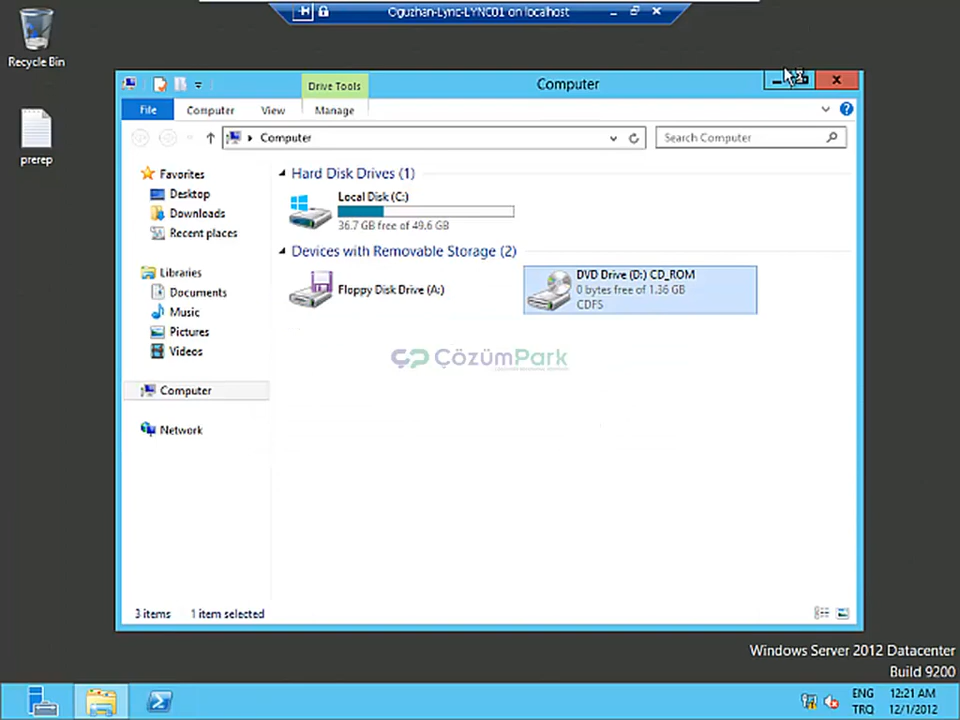 Oguzhan-Lync-LYNC01 on localhost
Recycle Bin
prerep
Drive Tools
Computer
File
Computer
View
Manage
Computer
Search Computer
Favorites
Desktop
Downloads
Recent places
Libraries
Documents
Music
Pictures
Videos
Computer
Network
Hard Disk Drives (1)
Local Disk (C:)
36.7 GB free of 49.6 GB
Devices with Removable Storage (2)
Floppy Disk Drive (A:)
DVD Drive (D:) CD_ROM
0 bytes free of 1.36 GB
CDFS
ÇözümPark
3 items 1 item selected
Windows Server 2012 Datacenter
Build 9200
ENG 12:21 AM
TRQ 12/1/2012